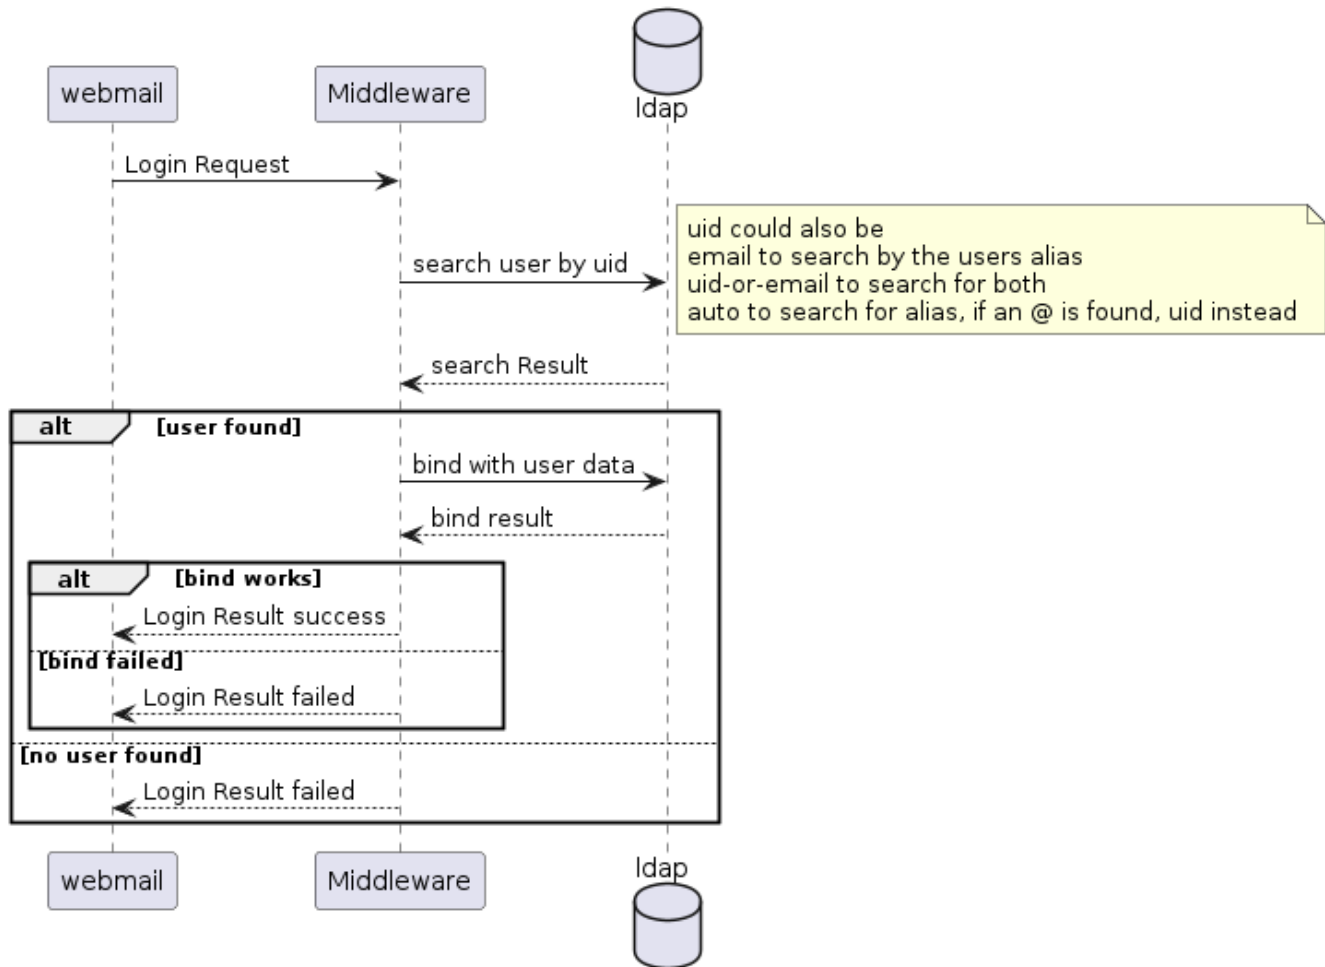 webmail
Middleware
ldap
Login Request
uid could also be
email to search by the users alias
uid-or-email to search for both
auto to search for alias, if an @ is found, uid instead
search user by uid
search Result
alt [user found]
bind with user data
bind result
alt [bind works]
Login Result success
[bind failed]
Login Result failed
[no user found]
Login Result failed
webmail
Middleware
ldap